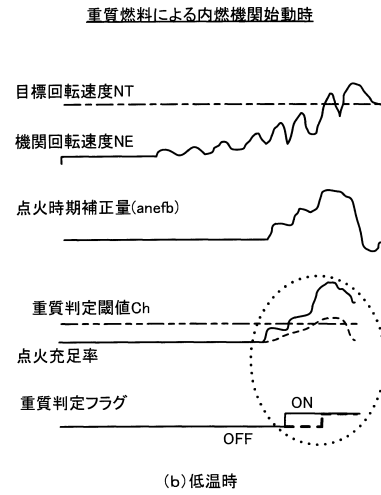 重質燃料による内燃機関始動時
目標回転速度NT
機関回転速度NE
点火時期補正量(anefb)
重質判定閾値Ch
点火充足率
重質判定フラグ
ON
OFF
(b)低温時